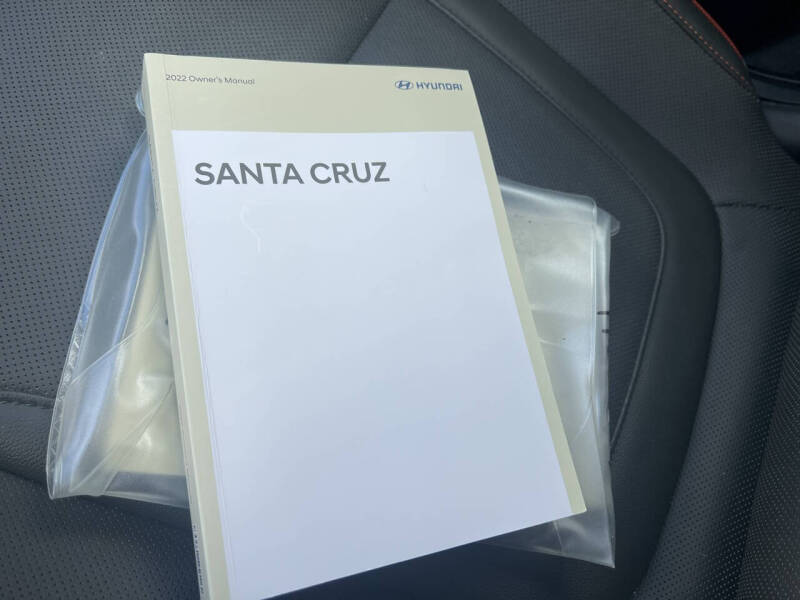 2022 Owner's Manual
HYUNDAI
SANTA CRUZ